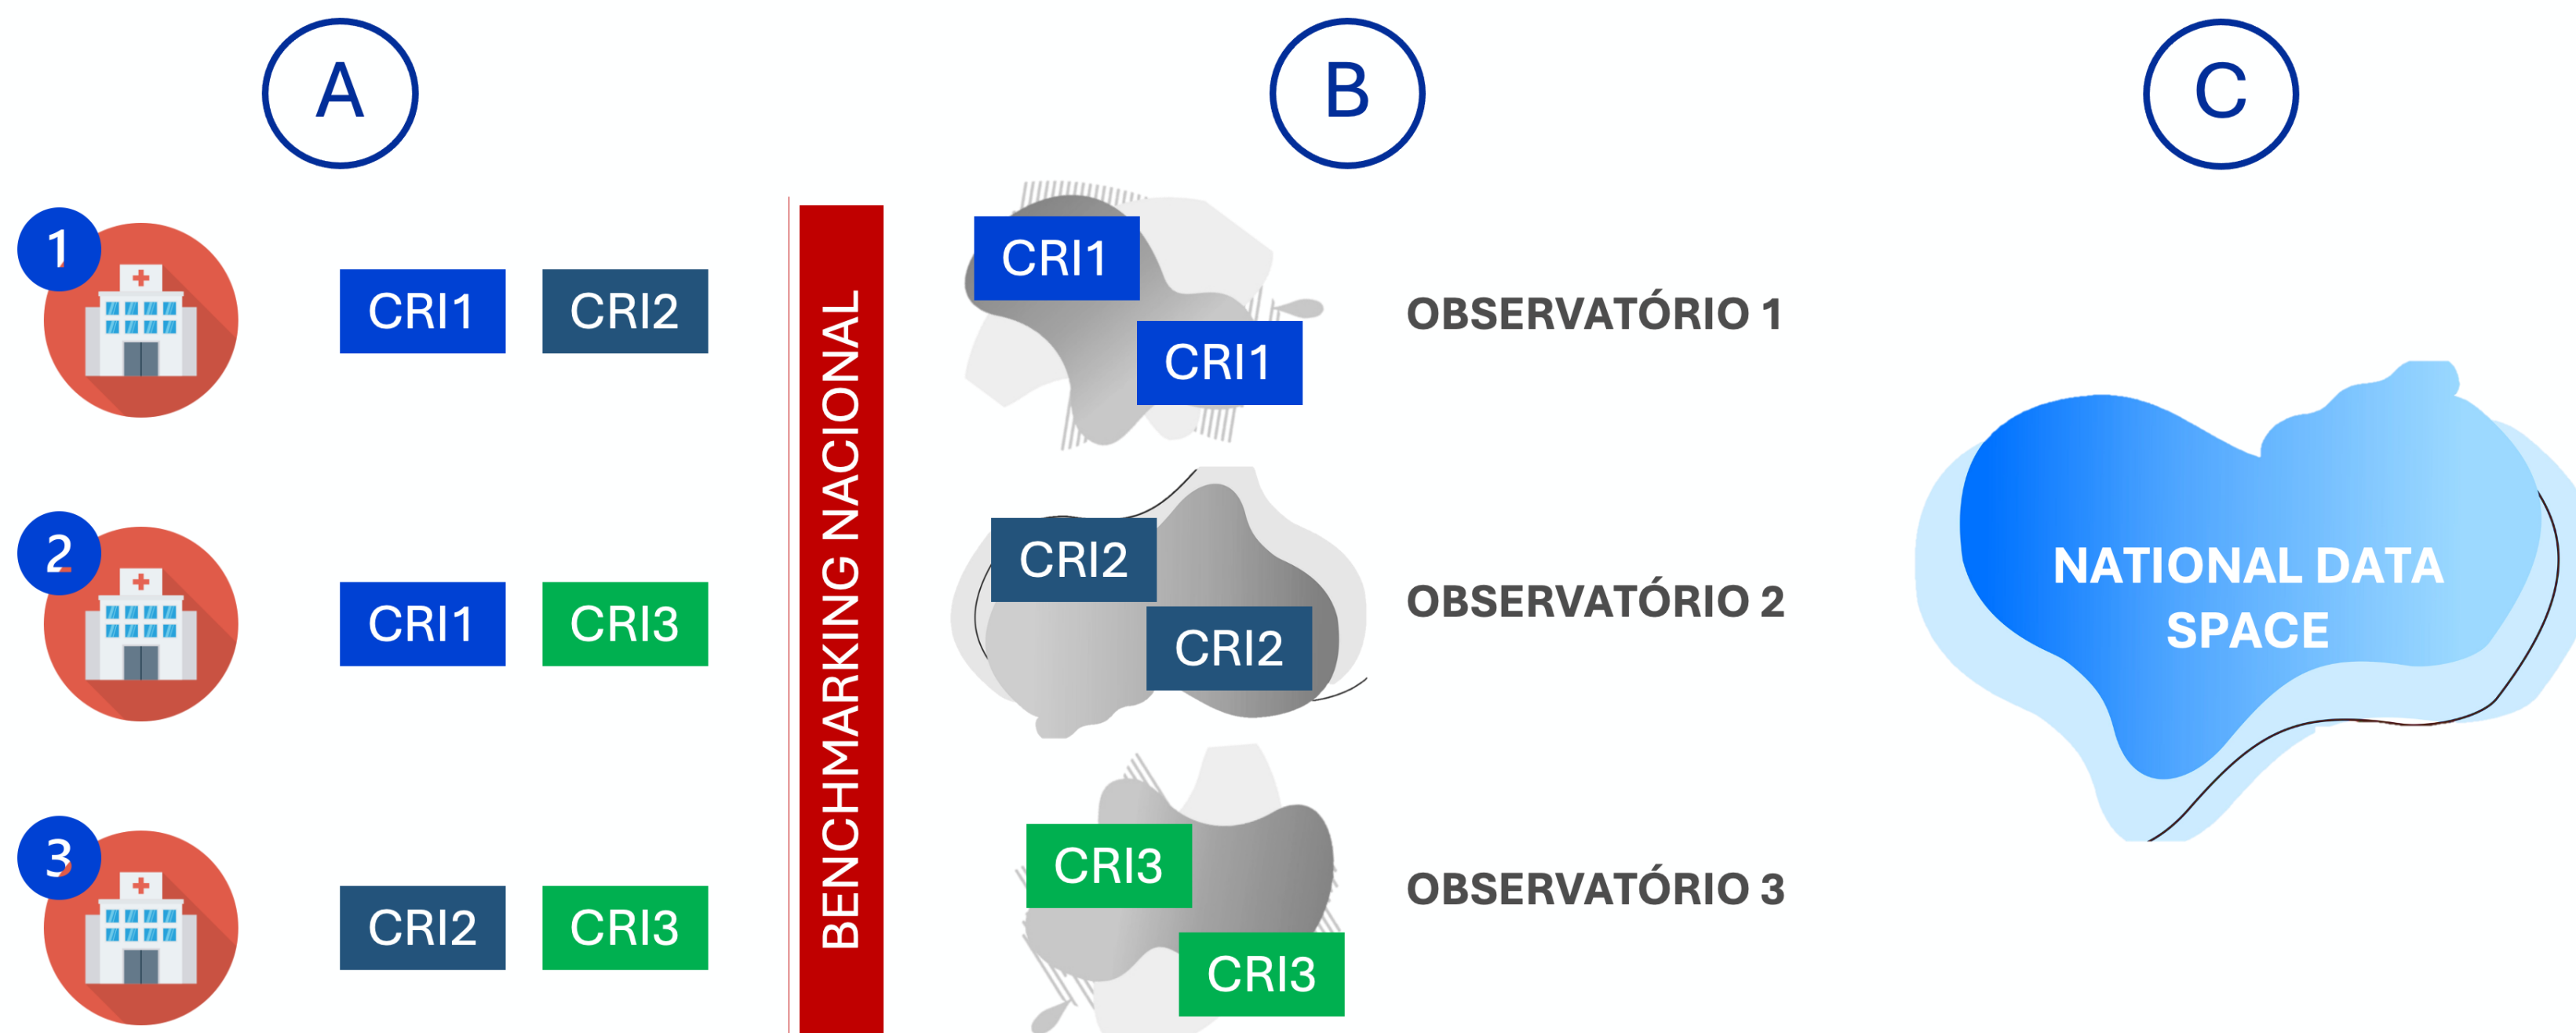 A
B
C
1
CRI1
CRI2
2
CRI1
CRI3
3
CRI2
CRI3
BENCHMARKING NACIONAL
CRI1
CRI1
OBSERVATÓRIO 1
CRI2
CRI2
OBSERVATÓRIO 2
CRI3
CRI3
OBSERVATÓRIO 3
NATIONAL DATA
SPACE